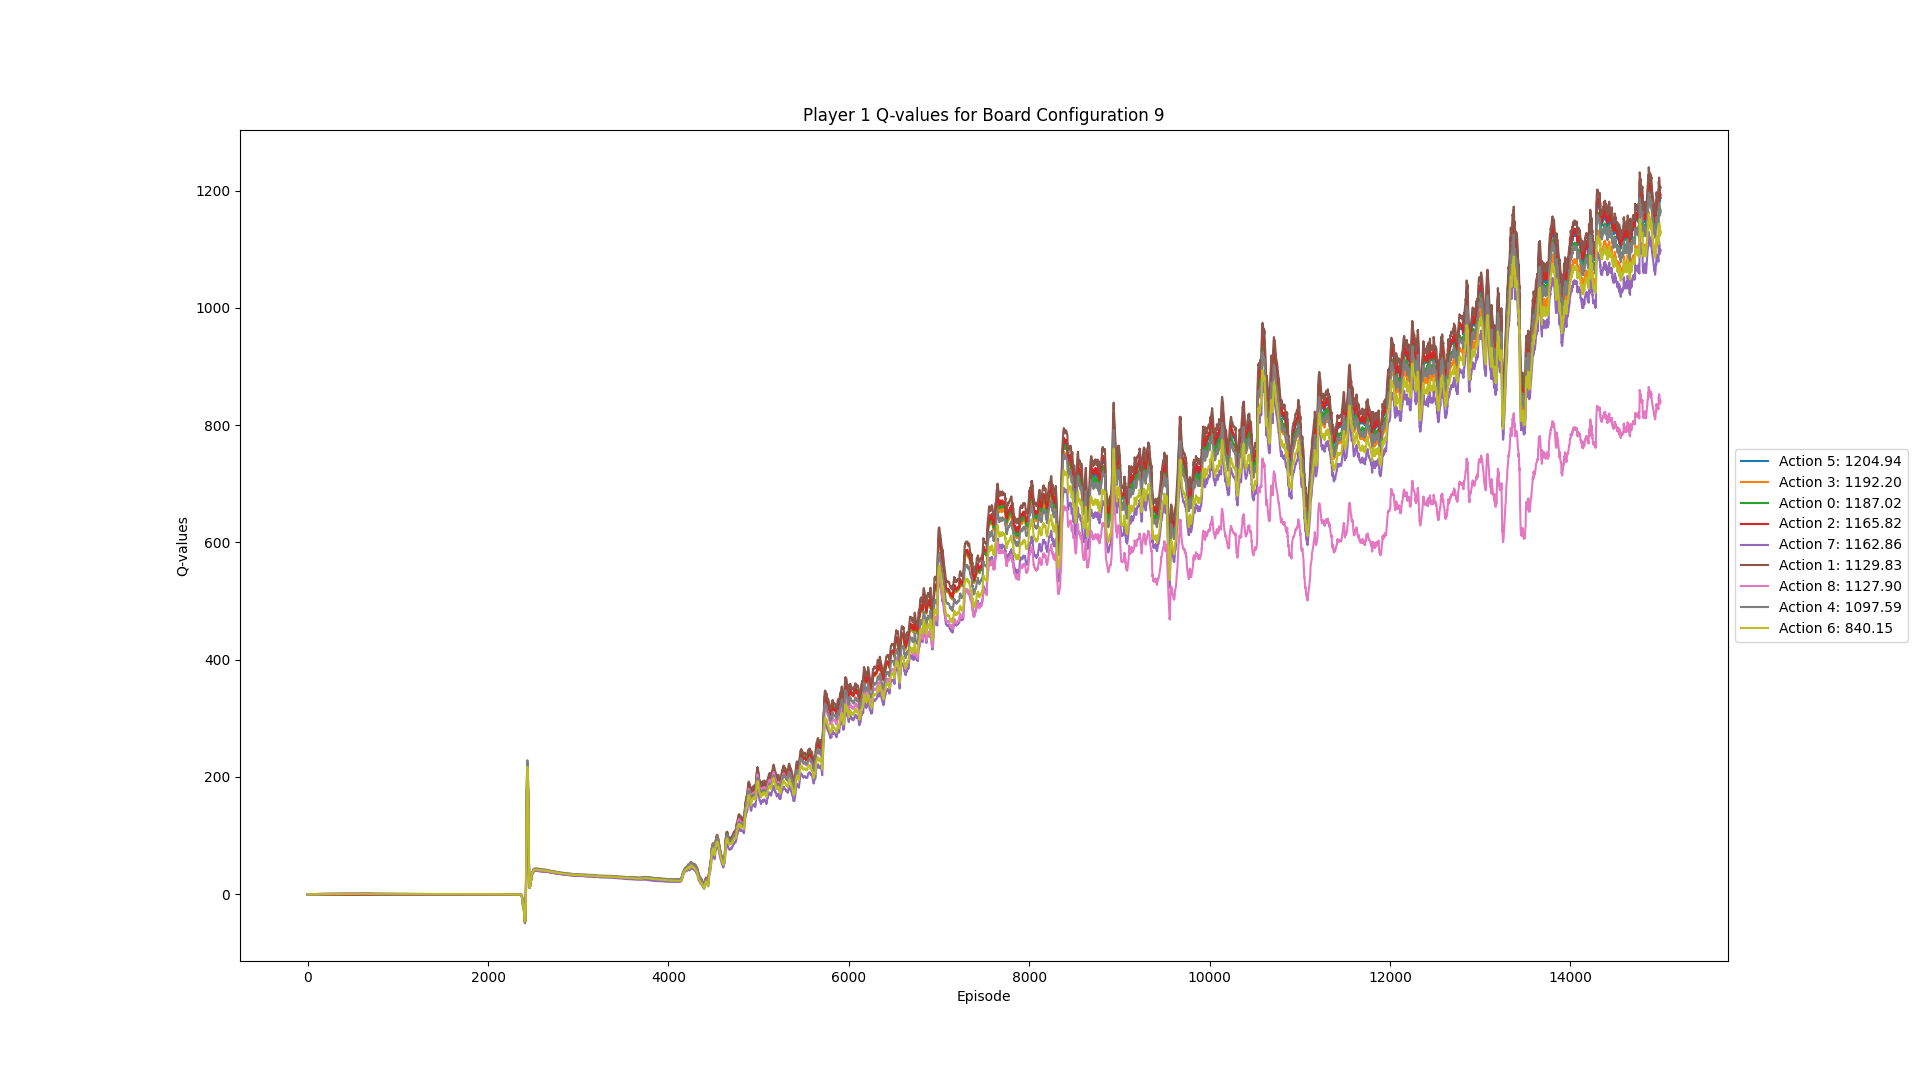 Player 1 Q-values for Board Configuration 9
1200
1000
800
600
400
200
0
Q-values
0 2000 4000 6000 8000 10000 12000 14000
Episode
Action 5: 1204.94
Action 3: 1192.20
Action 0: 1187.02
Action 2: 1165.82
Action 7: 1162.86
Action 1: 1129.83
Action 8: 1127.90
Action 4: 1097.59
Action 6: 840.15